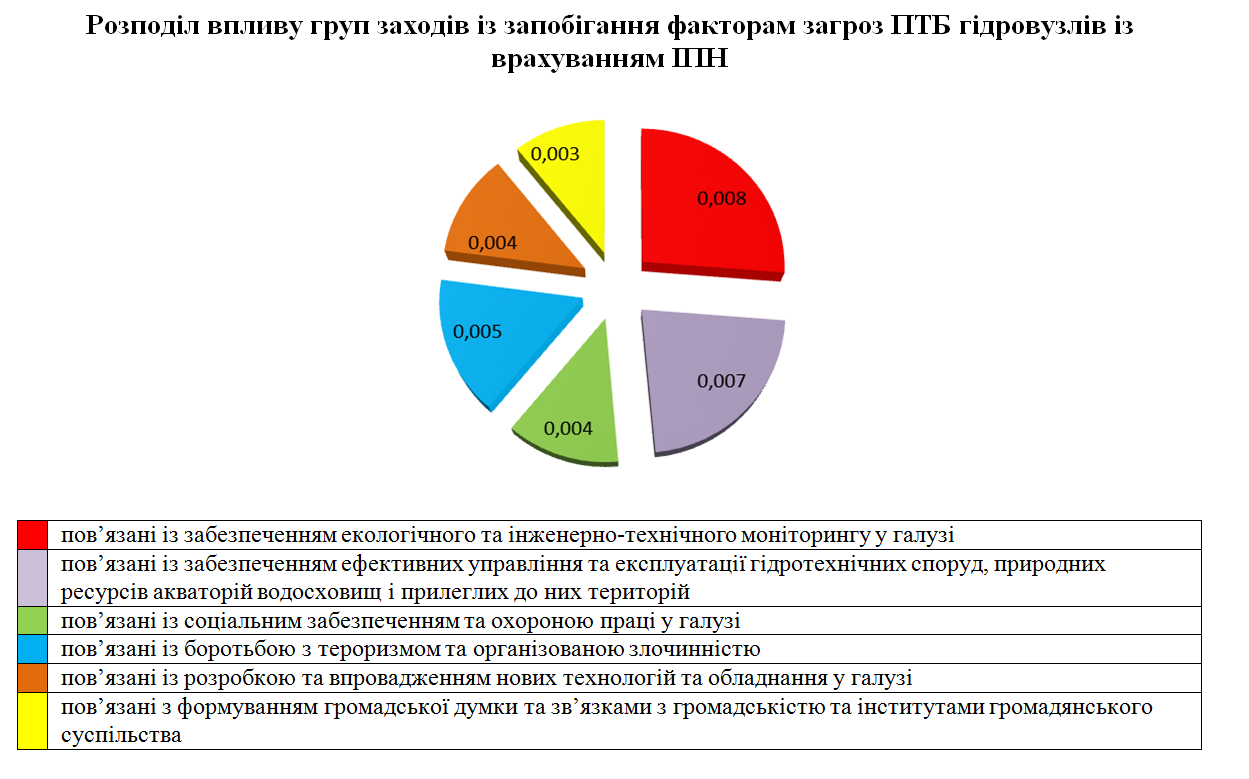 Розподіл впливу груп заходів із запобігання факторам загроз ПТБ гідровузлів із
врахуванням ІПН
0,003
0,008
0,004
0,005
0,007
0,004
пов’язані із забезпеченням екологічного та інженерно-технічного моніторингу у галузі
пов’язані із забезпеченням ефективних управління та експлуатації гідротехнічних споруд, природних
ресурсів акваторій водосховищ і прилеглих до них територій
пов’язані із соціальним забезпеченням та охороною праці у галузі
пов’язані із боротьбою з тероризмом та організованою злочинністю
пов’язані із розробкою та впровадженням нових технологій та обладнання у галузі
пов’язані з формуванням громадської думки та зв’язками з громадськістю та інститутами громадянського
суспільства